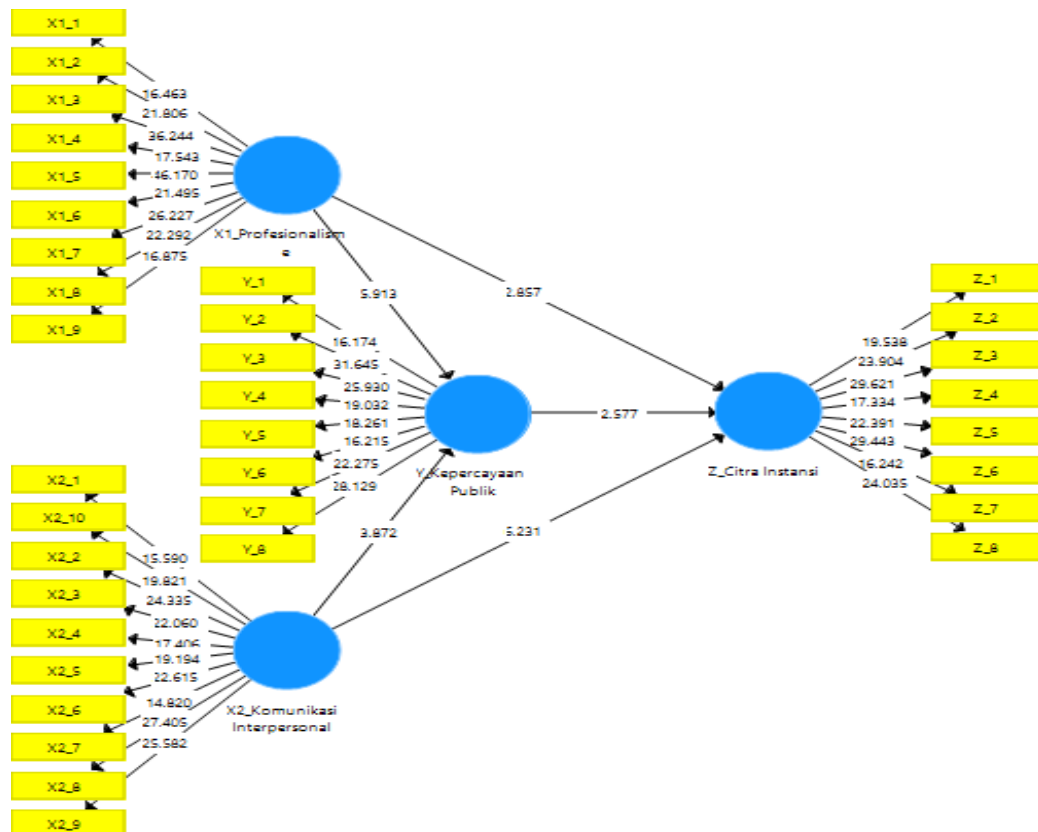 X1_1
X1_2
X1_3
X1_4
X1_5
X1_6
X1_7
X1_8
X1_9
16.463
21.806
36.244
17.543
46.170
21.495
26.227
22.292
16.875
X1_Profesionalism
e
5.913
2.857
Y_1
Y_2
Y_3
Y_4
Y_5
Y_6
Y_7
Y_8
16.174
31.645
25.930
19.032
18.261
16.215
22.275
28.129
Y_Kepercayaan
Publik
2.577
Z_Citra Instansi
19.538
23.904
29.621
17.334
22.391
29.443
16.242
24.035
Z_1
Z_2
Z_3
Z_4
Z_5
Z_6
Z_7
Z_8
3.872
5.231
X2_1
X2_10
X2_2
X2_3
X2_4
X2_5
X2_6
X2_7
X2_8
X2_9
15.590
19.821
24.335
22.060
17.406
19.194
22.615
14.820
27.405
25.582
X2_Komunikasi
Interpersonal